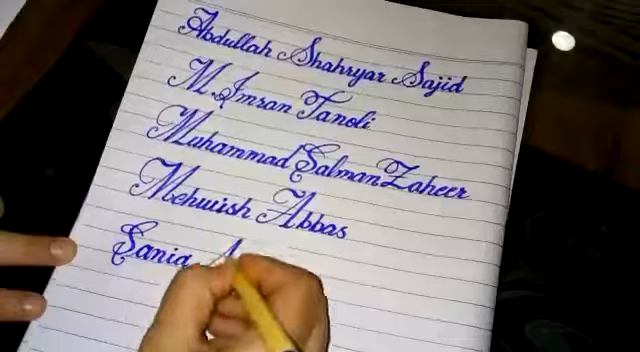 Abdullah Shahryar Sajid
M. Imran Tanoli
Muhammad Salman Zaheer
Mehwish Abbas
Sania A